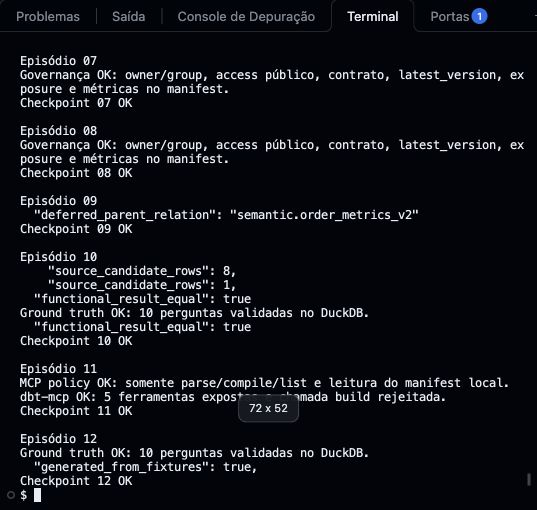 Problemas Saída Console de Depuração Terminal Portas 1
Episódio 07
Governança OK: owner/group, access público, contrato, latest_version, ex
posure e métricas no manifest.
Checkpoint 07 OK
Episódio 08
Governança OK: owner/group, access público, contrato, latest_version, ex
posure e métricas no manifest.
Checkpoint 08 OK
Episódio 09
"deferred_parent_relation": "semantic.order_metrics_v2"
Checkpoint 09 OK
Episódio 10
"source_candidate_rows": 8,
"source_candidate_rows": 1,
"functional_result_equal": true
Ground truth OK: 10 perguntas validadas no DuckDB.
"functional_result_equal": true
Checkpoint 10 OK
Episódio 11
MCP policy OK: somente parse/compile/list e leitura do manifest local.
dbt-mcp OK: 5 ferramentas chamada build rejeitada.
72 x 52
Checkpoint 11 OK
Episódio 12
Ground truth OK: 10 perguntas validadas no DuckDB.
"generated_from_fixtures": true,
Checkpoint 12 OK
$